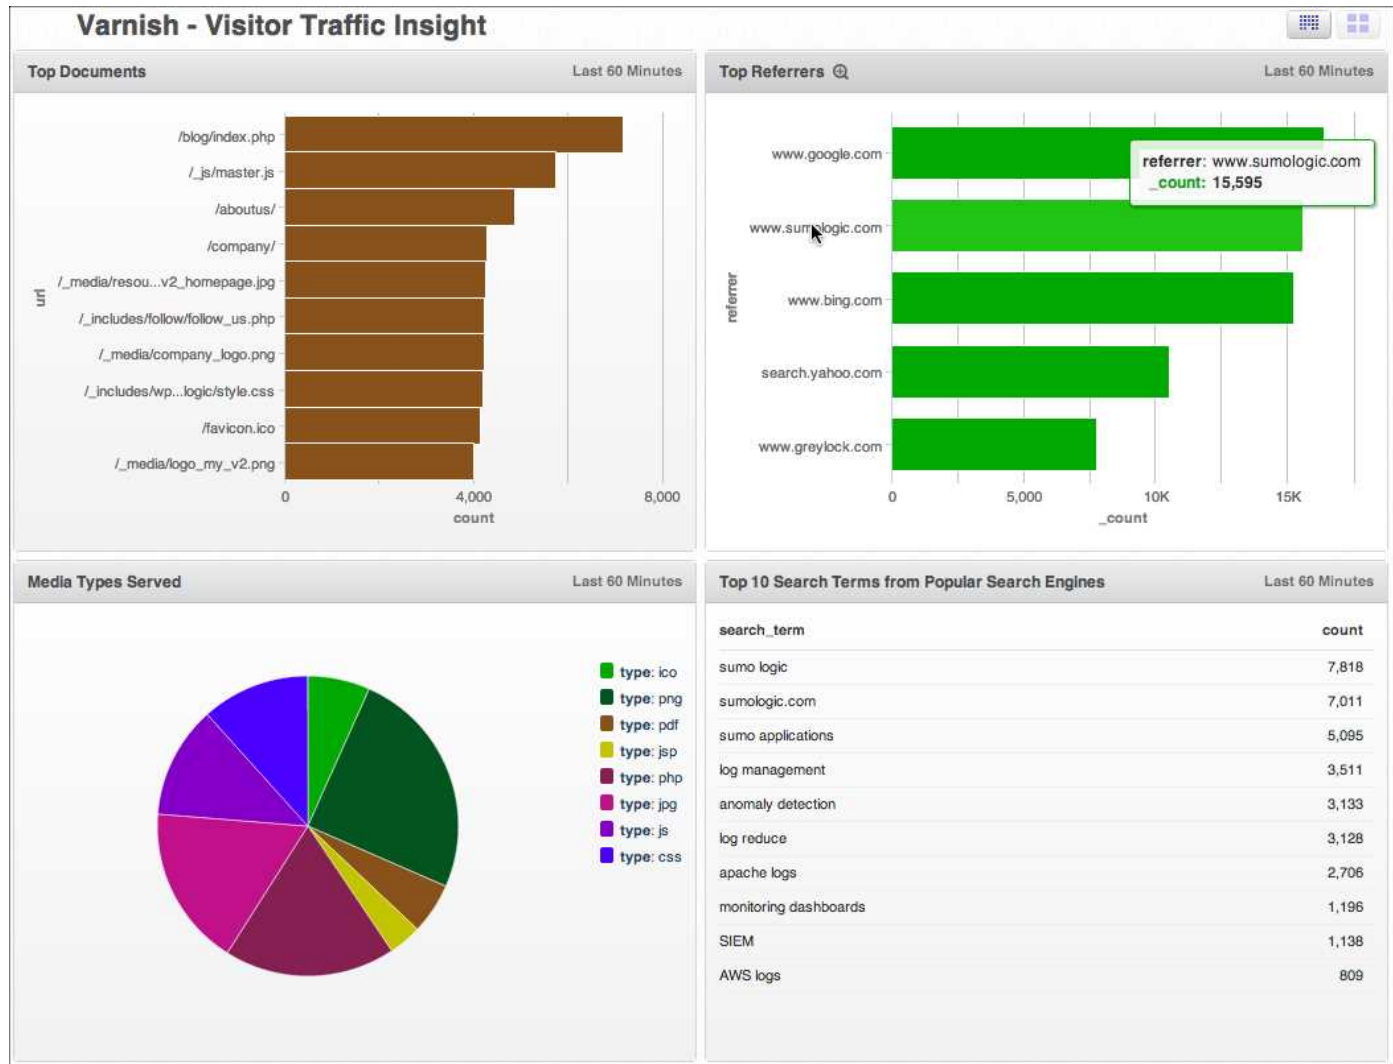 Varnish - Visitor Traffic Insight
Top Documents
Last 60 Minutes
url
/blog/index.php
/_js/master.js
/aboutus/
/company/
/_media/resou...v2_homepage.jpg
/_includes/follow/follow_us.php
/_media/company_logo.png
/_includes/wp...logic/style.css
/favicon.ico
/_media/logo_my_v2.png
0
4,000
8,000
count
Top Referrers
Last 60 Minutes
referrer
www.google.com
www.sumologic.com
www.bing.com
search.yahoo.com
www.greylock.com
referrer: www.sumologic.com
_count: 15,595
0
5,000
10K
15K
_count
Media Types Served
Last 60 Minutes
type: ico
type: png
type: pdf
type: jsp
type: php
type: jpg
type: js
type: css
Top 10 Search Terms from Popular Search Engines
Last 60 Minutes
search_term count
sumo logic 7,818
sumologic.com 7,011
sumo applications 5,095
log management 3,511
anomaly detection 3,133
log reduce 3,128
apache logs 2,706
monitoring dashboards 1,196
SIEM 1,138
AWS logs 809